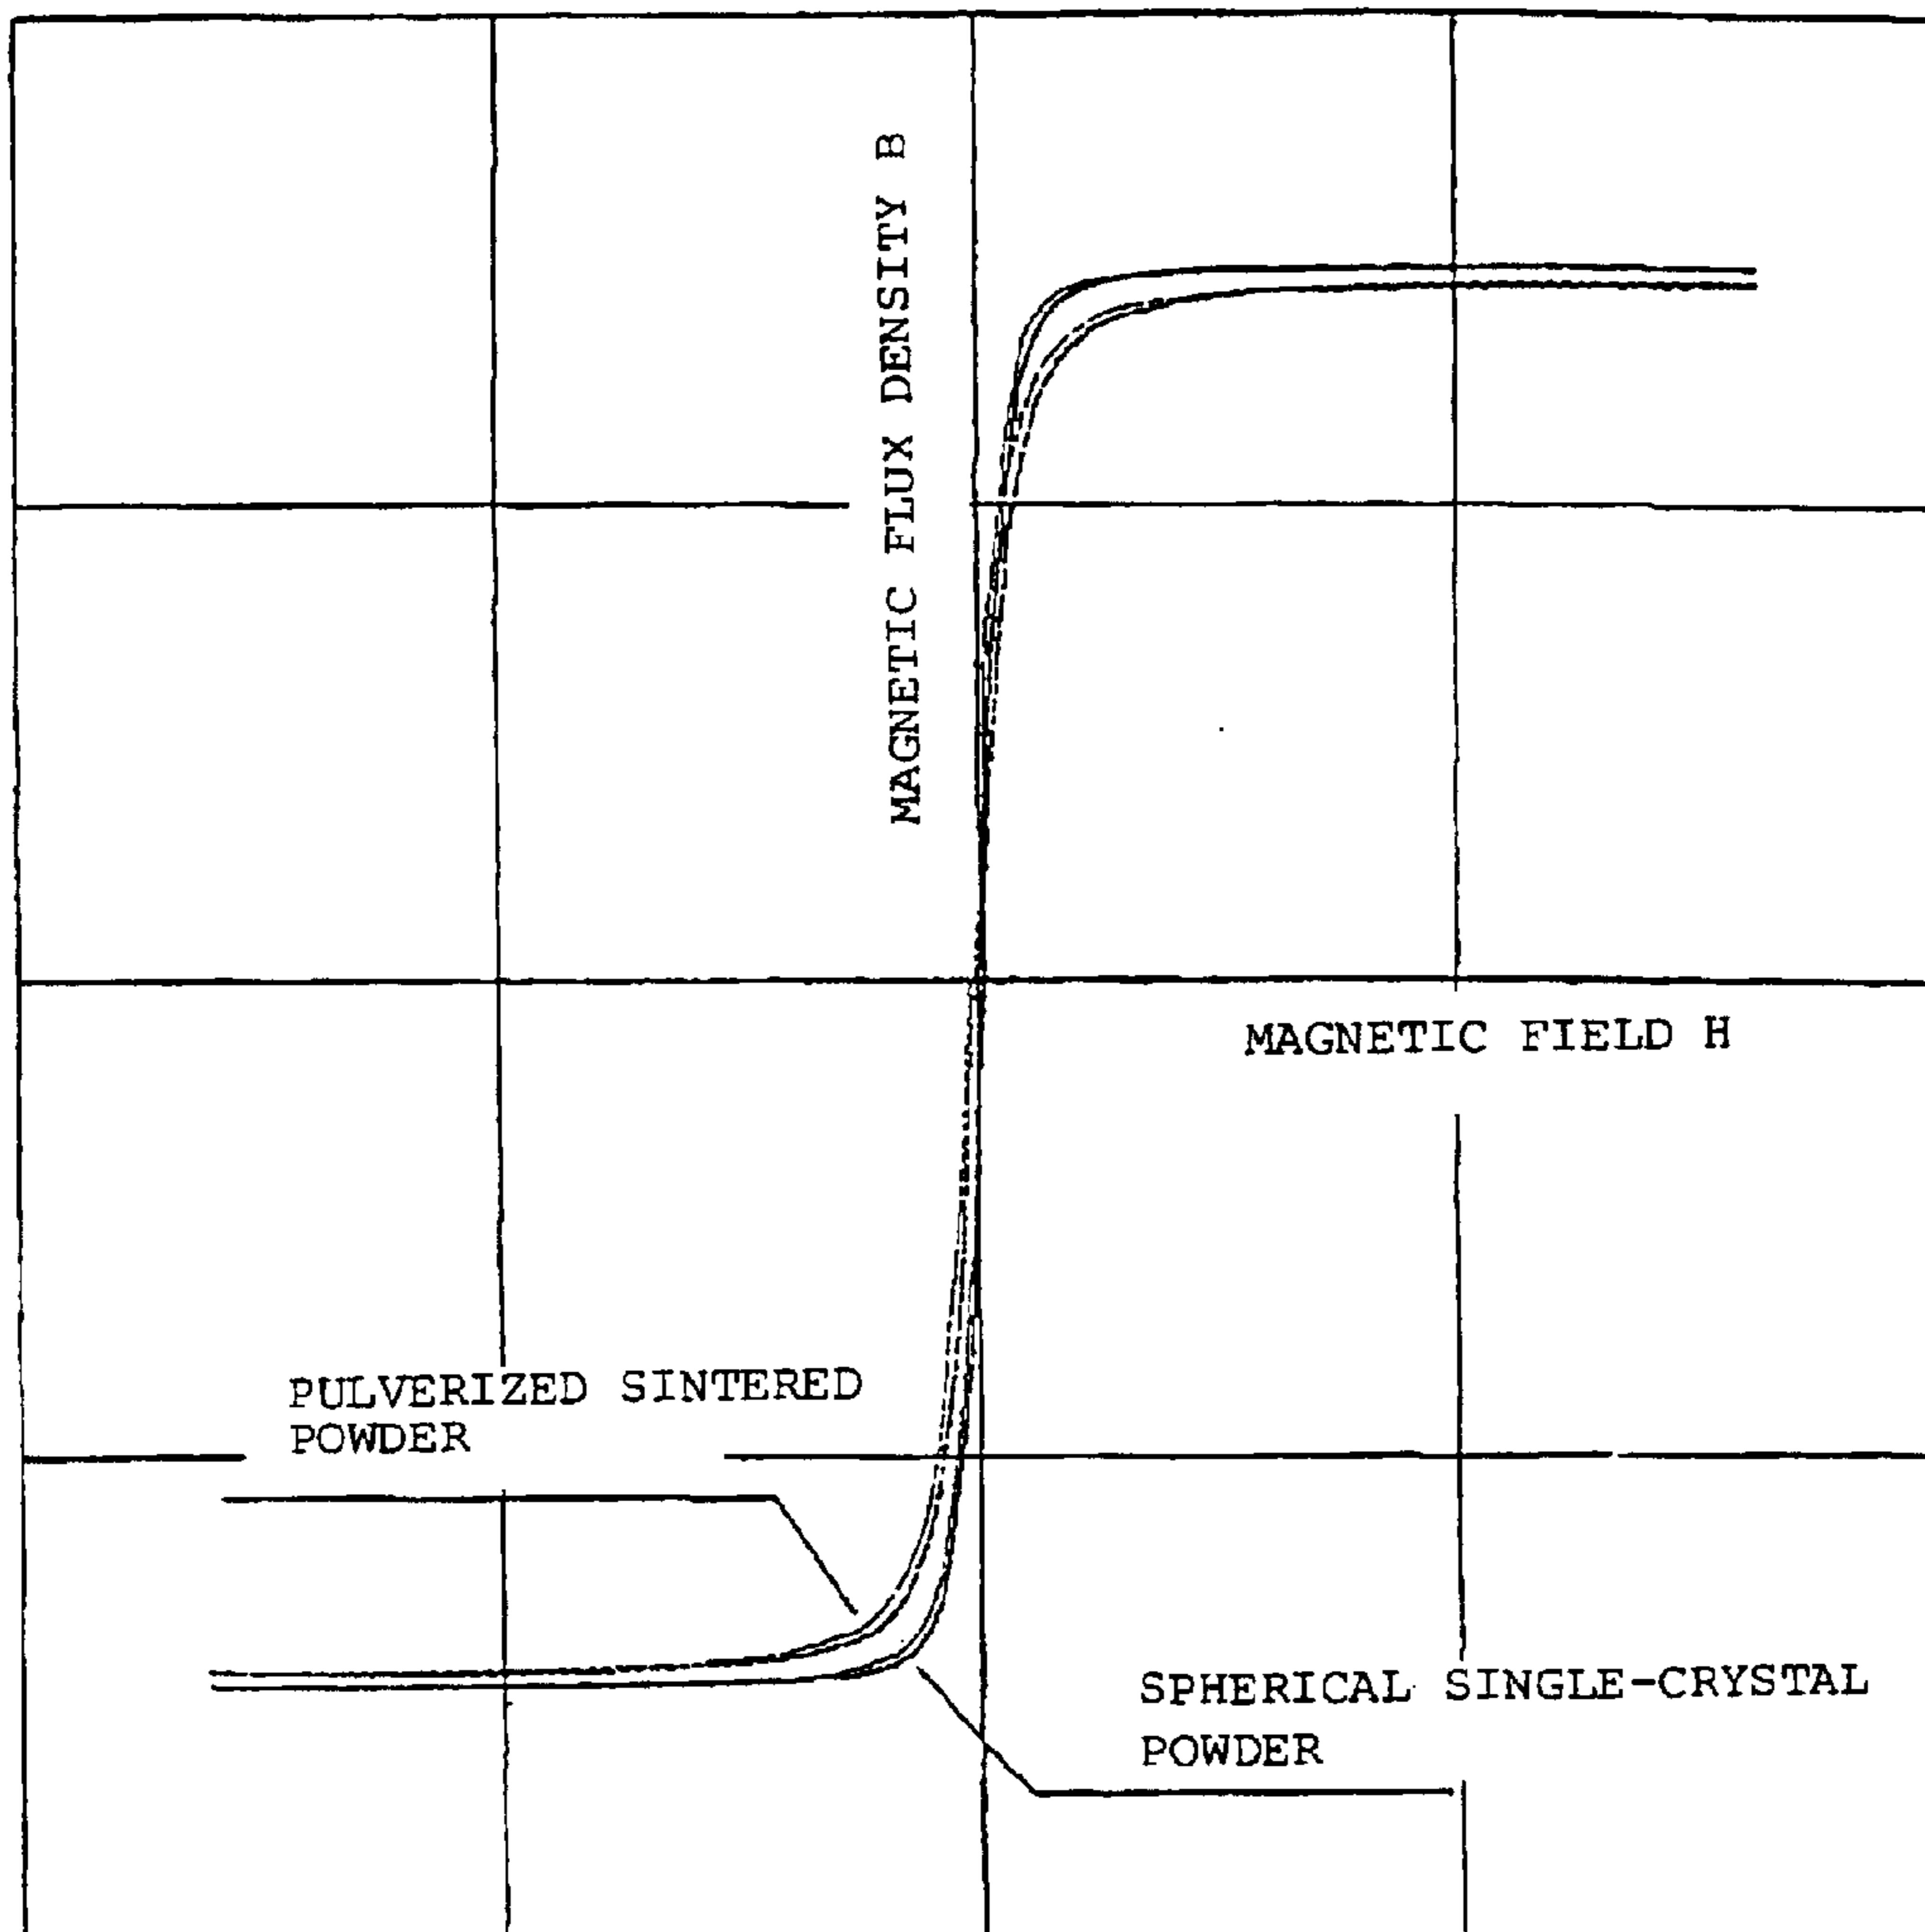 MAGNETIC FLUX DENSITY B
MAGNETIC FIELD H
PULVERIZED SINTERED
POWDER
SPHERICAL SINGLE-CRYSTAL
POWDER